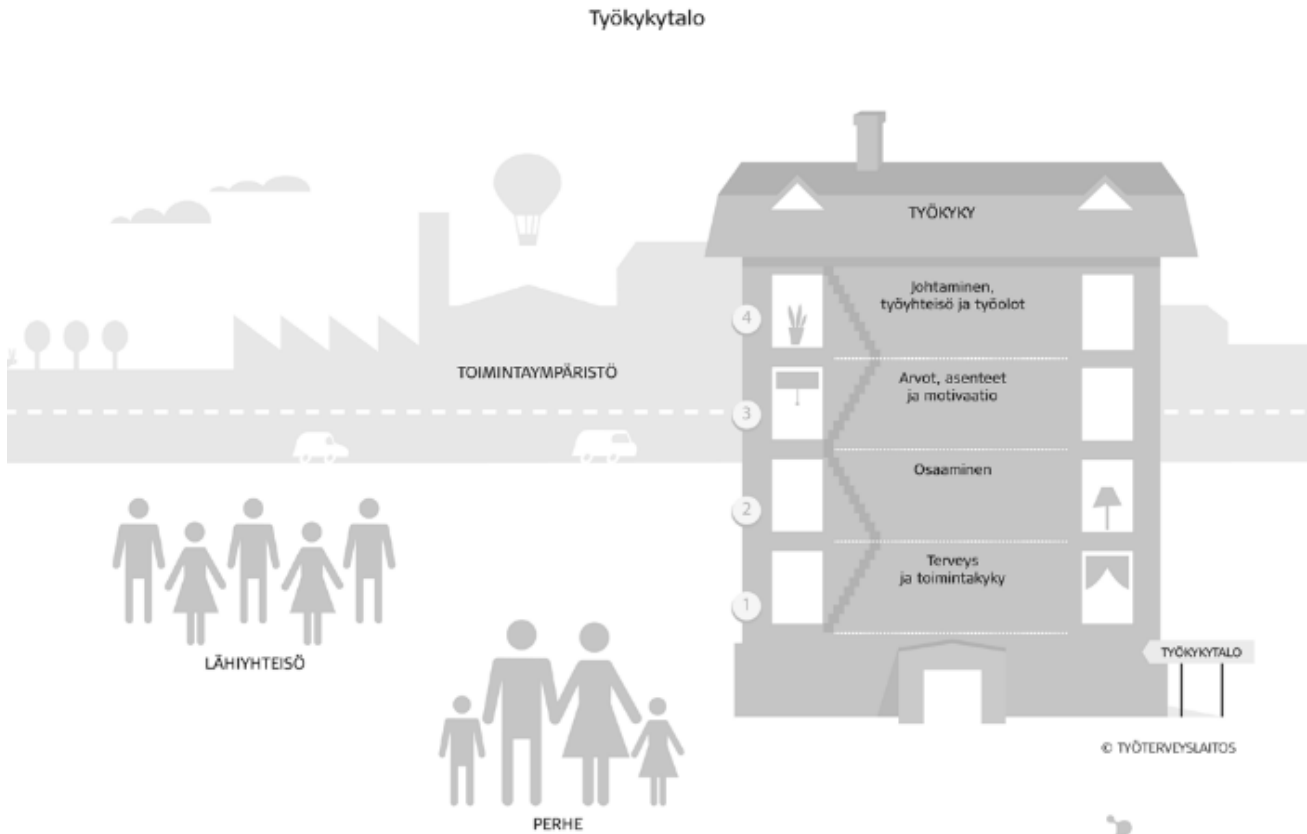 Työkykytalo
TYÖKYKY
Johtaminen,
työyhteisö ja työolot
4
TOIMINTAYMPÄRISTÖ
Arvot, asenteet
ja motivaatio
3
Osaaminen
2
Terveys
ja toimintakyky
1
LÄHIYHTEISÖ
TYÖKYKYTALO
© TYÖTERVEYSLAITOS
PERHE